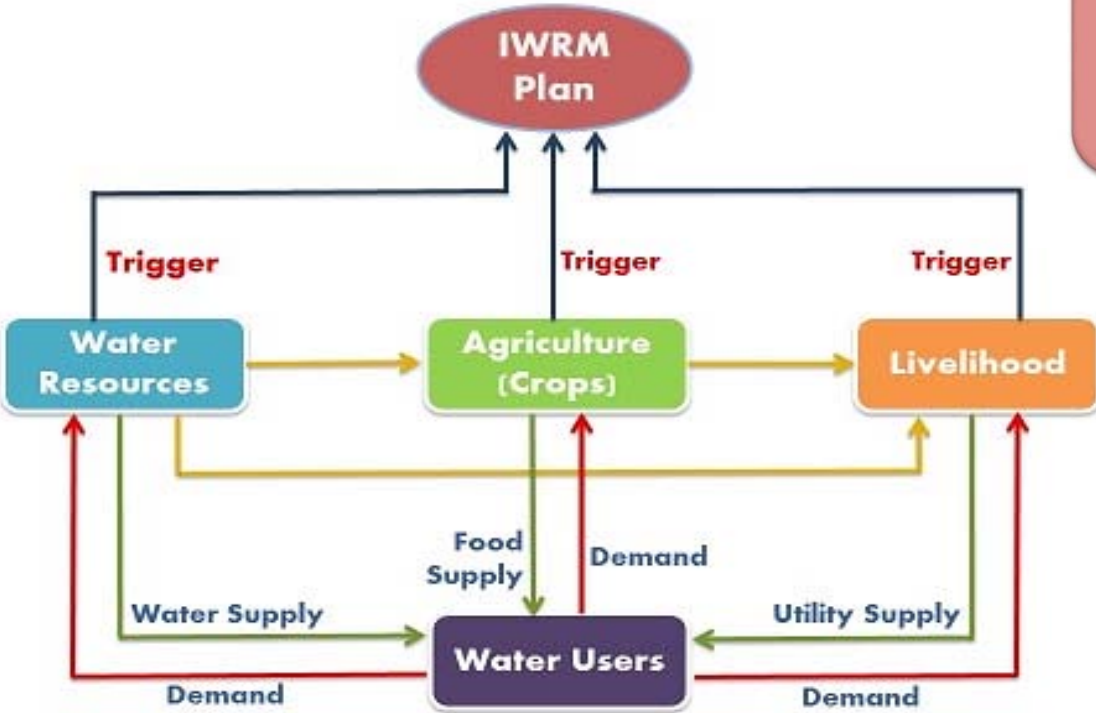 IWRM
Plan
Trigger
Trigger
Trigger
Water
Resources
Agriculture
(Crops)
Livelihood
Food
Supply
Demand
Water Supply
Utility Supply
Water Users
Demand
Demand